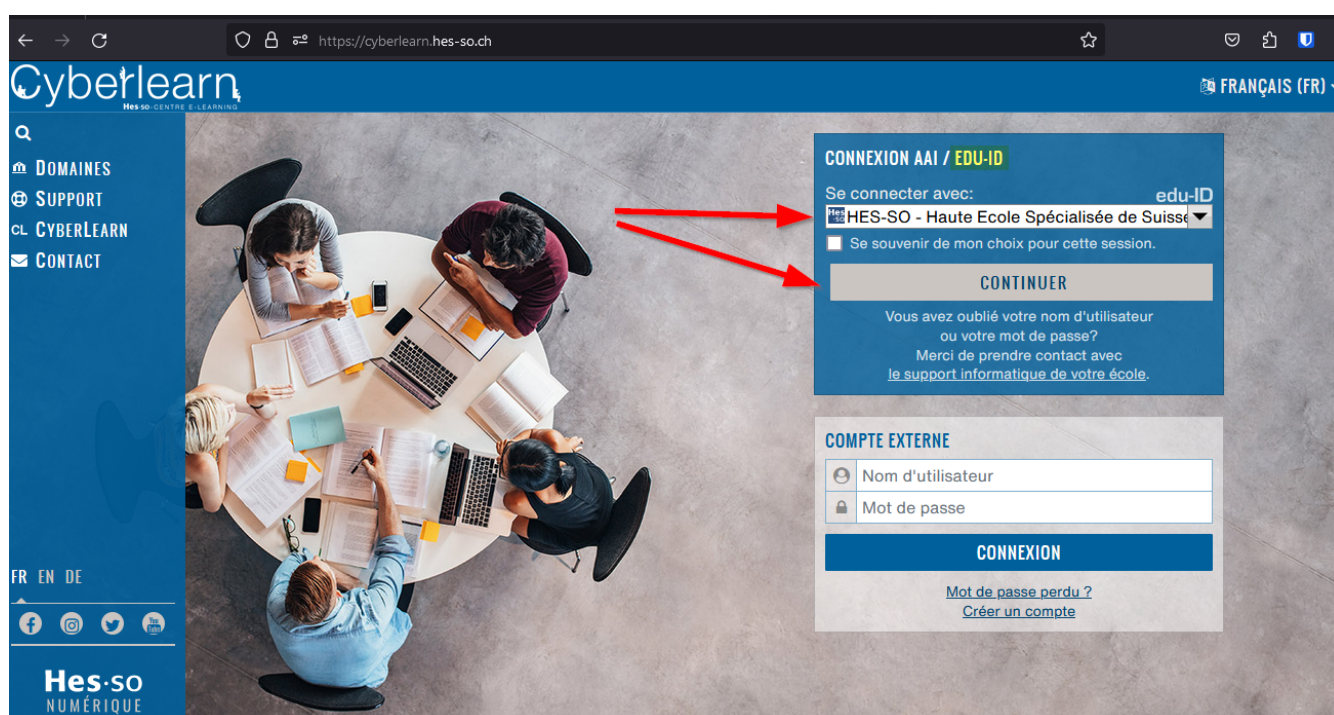 https://cyberlearn.hes-so.ch
Cyberlearn
Hes·so-CENTRE E-LEARNING
FRANÇAIS (FR)
DOMAINES
SUPPORT
CL CYBERLEARN
CONTACT
CONNEXION AAI / EDU-ID
Se connecter avec:
edu-ID
Hes·so HES-SO - Haute Ecole Spécialisée de Suisse
Se souvenir de mon choix pour cette session.
CONTINUER
Vous avez oublié votre nom d'utilisateur
ou votre mot de passe?
Merci de prendre contact avec
le support informatique de votre école.
COMPTE EXTERNE
Nom d'utilisateur
Mot de passe
CONNEXION
Mot de passe perdu ?
Créer un compte
FR EN DE
You Tube
Hes·so
NUMÉRIQUE